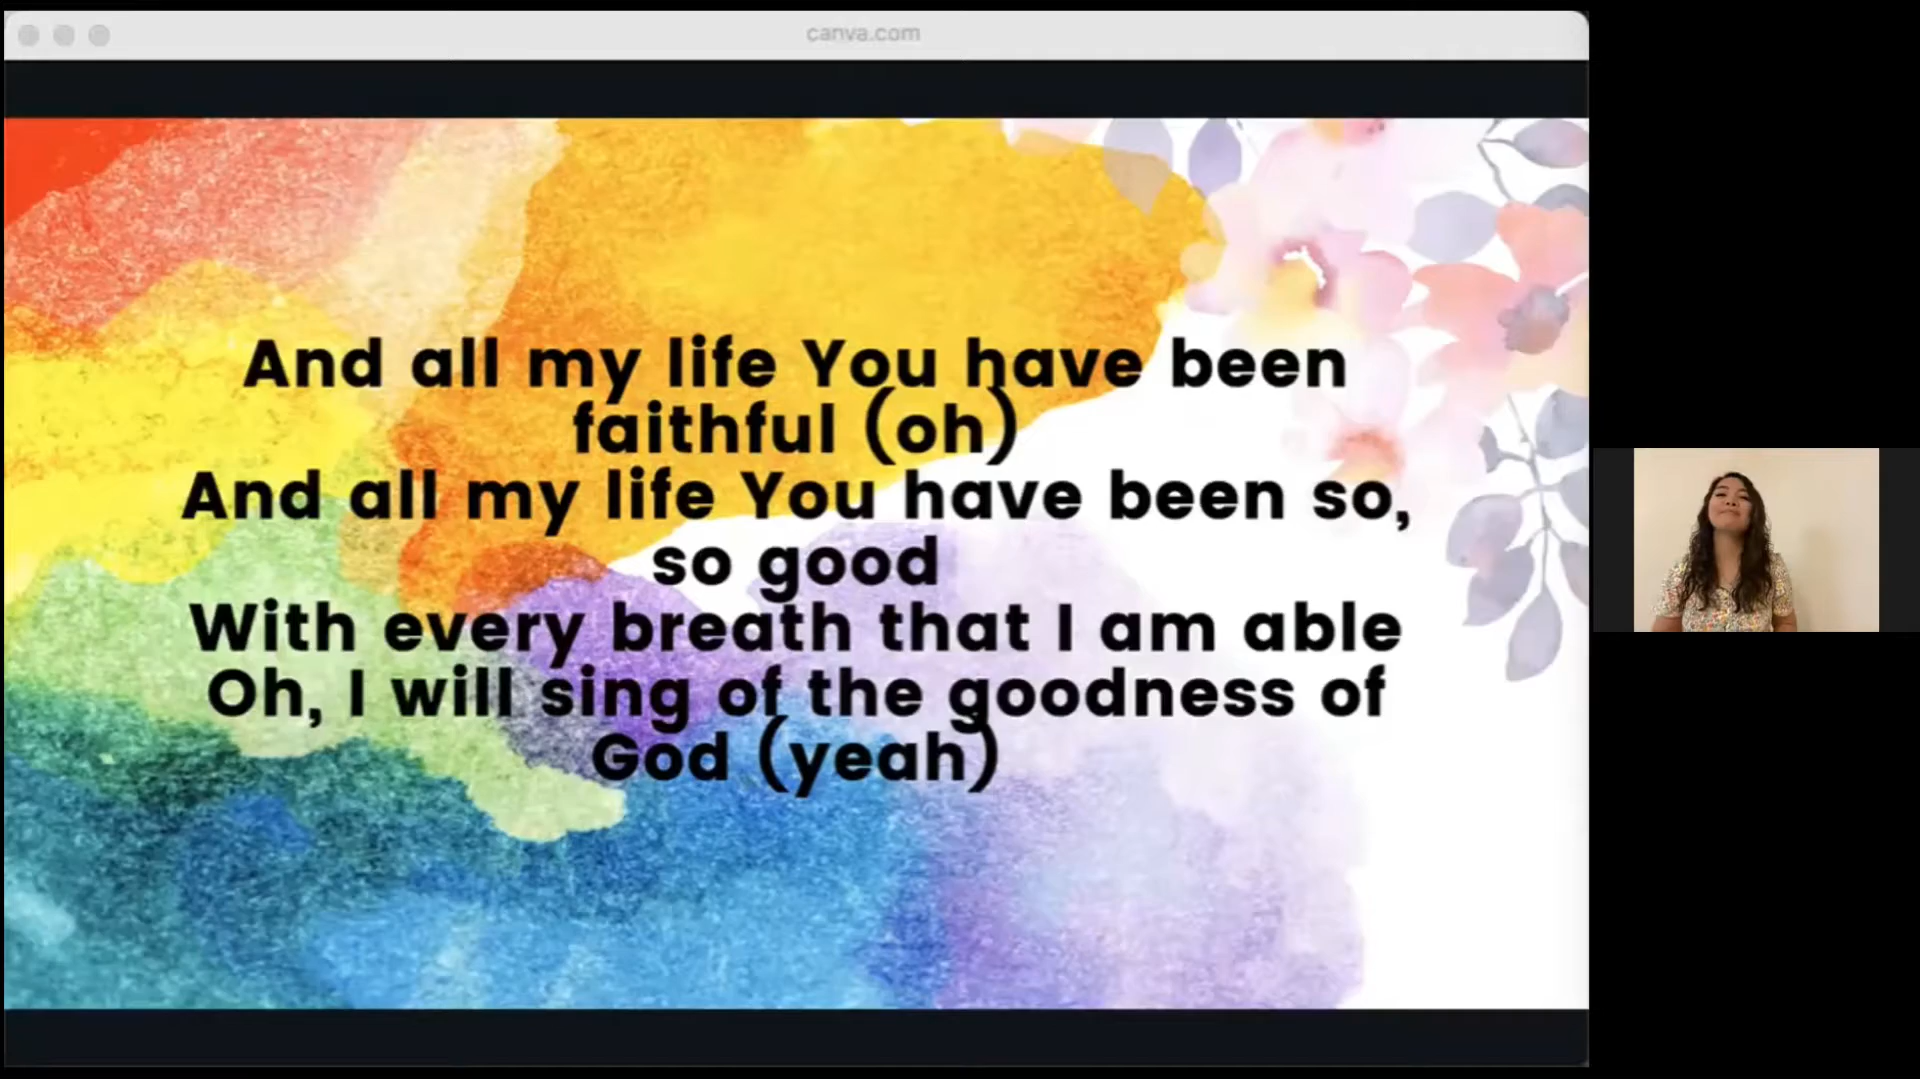 canva.com
And all my life You have been
faithful (oh)
And all my life You have been so,
so good
With every breath that I am able
Oh, I will sing of the goodness of
God (yeah)